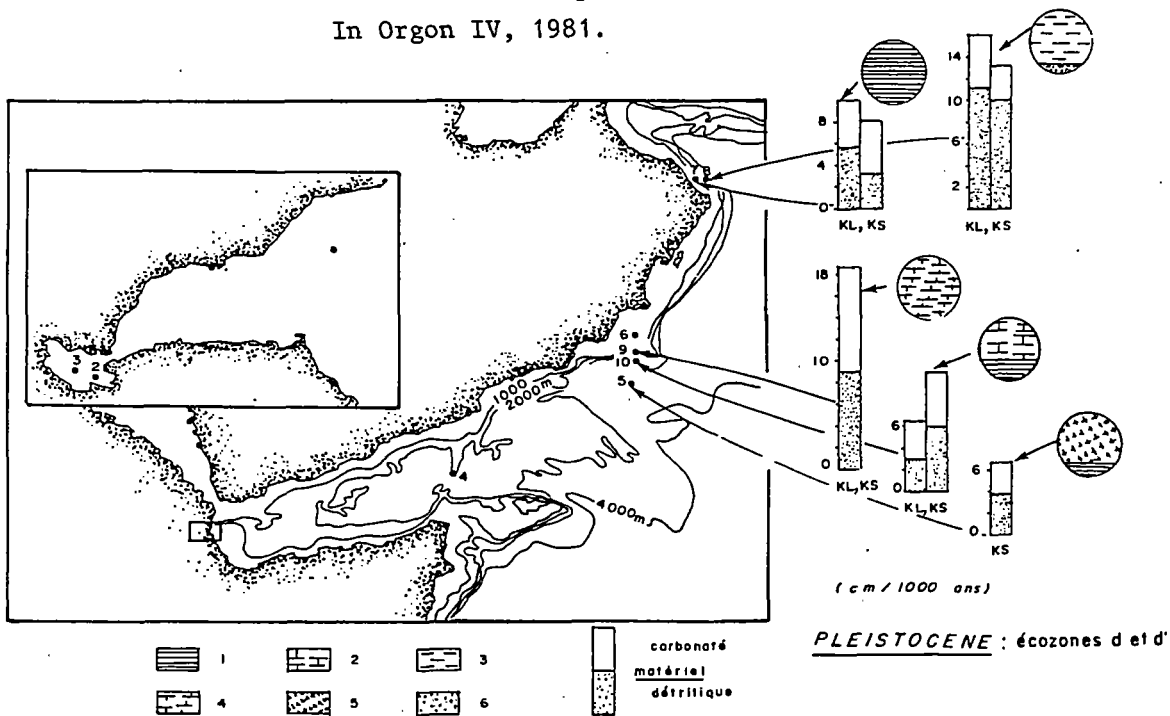 In Orgon IV, 1981.
14
10
6
2
8
4
0
KL, KS
KL, KS
3
2
6
9
10
5
4
1000
2000m
4000m
18
10
0
KL, KS
6
0
KL, KS
6
0
KS
(cm/1000 ans)
PLEISTOCENE : écozones d et d'
1
2
3
4
5
6
carbonaté
matériel
détritique